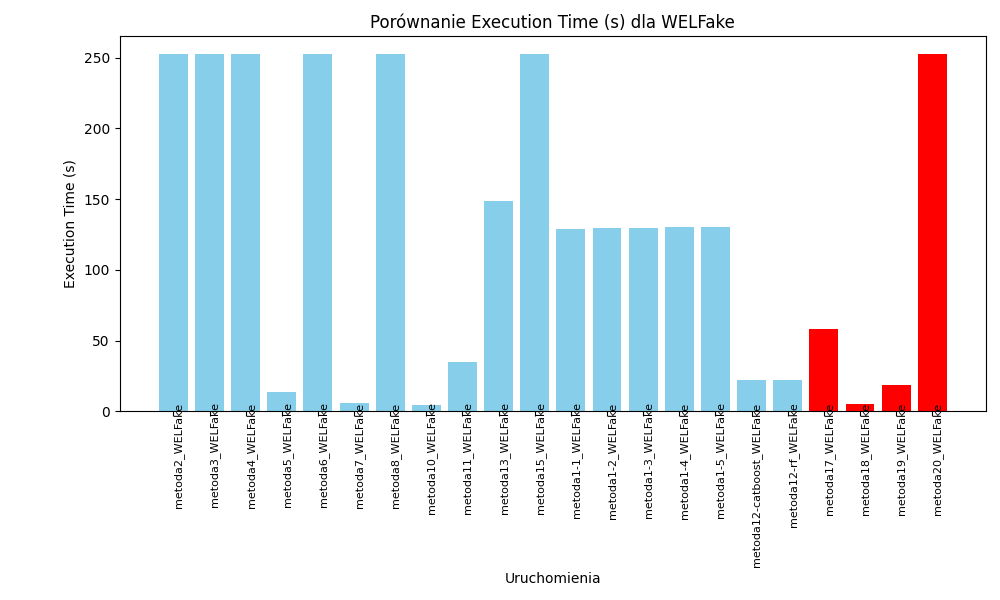 Porównanie Execution Time (s) dla WELFake
Execution Time (s)
250
200
150
100
50
0
metoda2_WELFake
metoda3_WELFake
metoda4_WELFake
metoda5_WELFake
metoda6_WELFake
metoda7_WELFake
metoda8_WELFake
metoda10_WELFake
metoda11_WELFake
metoda13_WELFake
metoda15_WELFake
metoda1-1_WELFake
metoda1-2_WELFake
metoda1-3_WELFake
metoda1-4_WELFake
metoda1-5_WELFake
metoda12-catboost_WELFake
metoda12-rf_WELFake
metoda17_WELFake
metoda18_WELFake
metoda19_WELFake
metoda20_WELFake
Uruchomienia